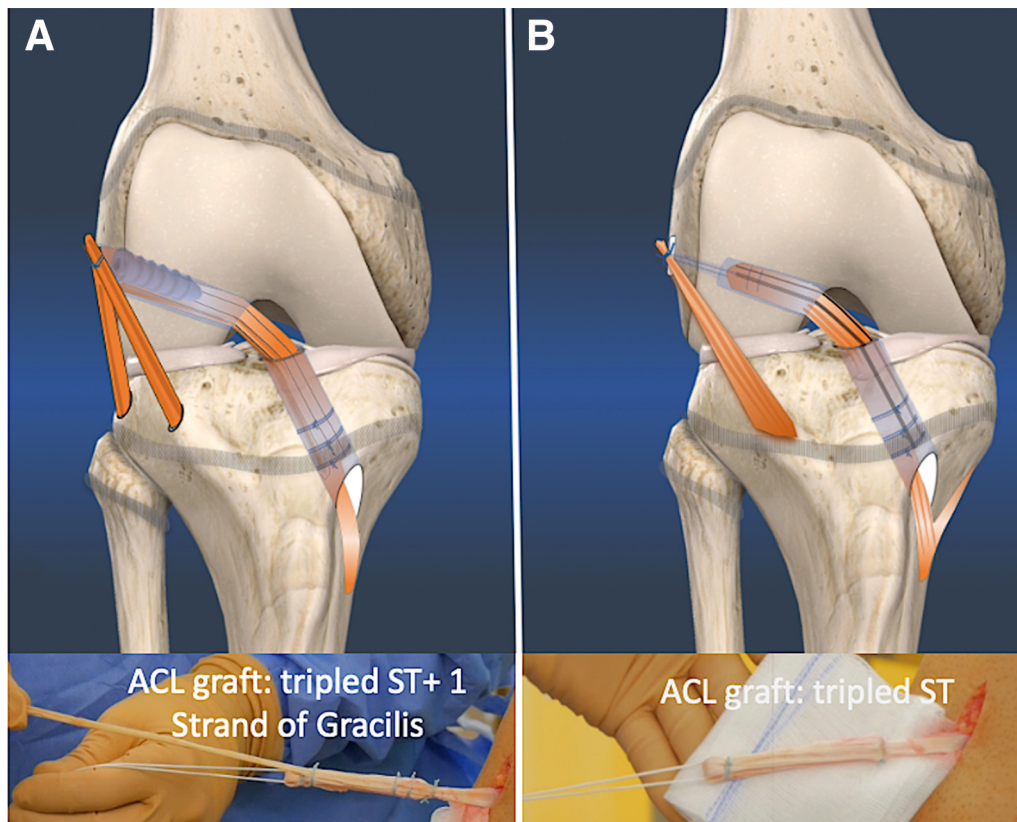 A
B
ACL graft: tripled ST+ 1
Strand of Gracilis
ACL graft: tripled ST